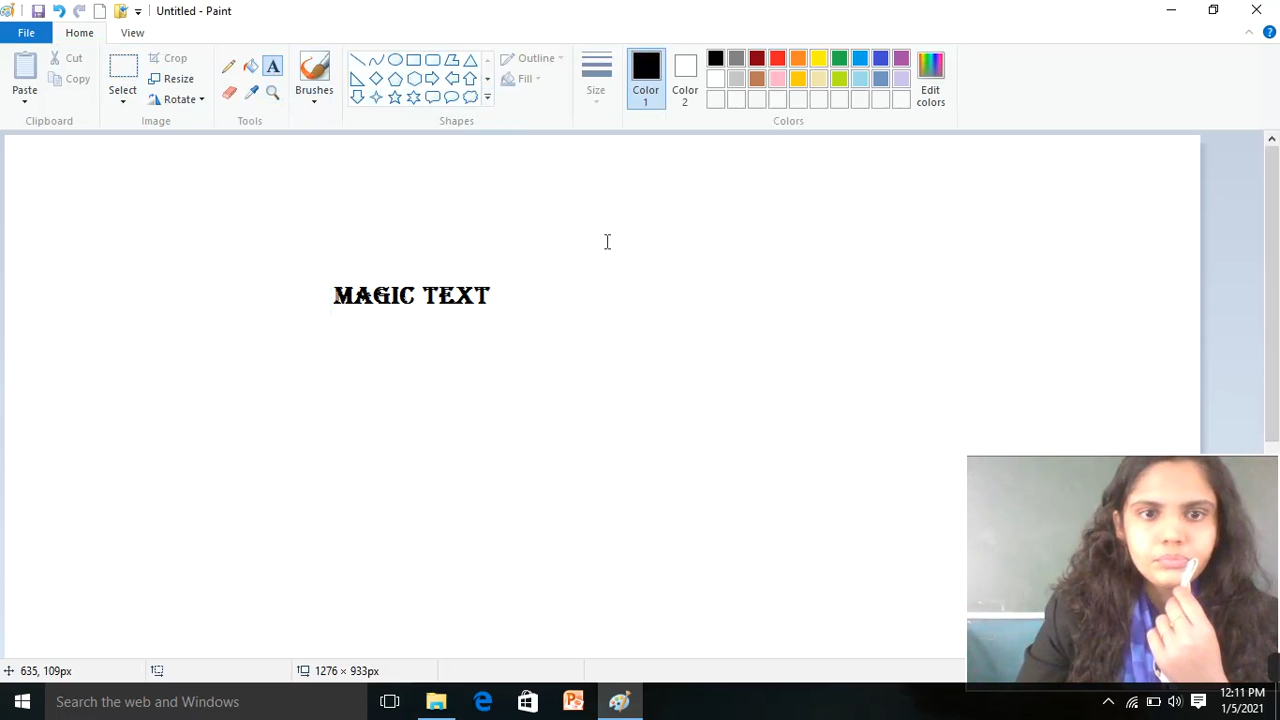 Untitled - Paint
File
Home
View
Paste
Cut
Copy
Clipboard
Select
Crop
Resize
Rotate
Image
A
Tools
Brushes
Shapes
Outline
Fill
Size
Color 1
Color 2
Edit colors
Colors
MAGIC TEXT
635, 109px
1276 × 933px
Search the web and Windows
12:11 PM
1/5/2021